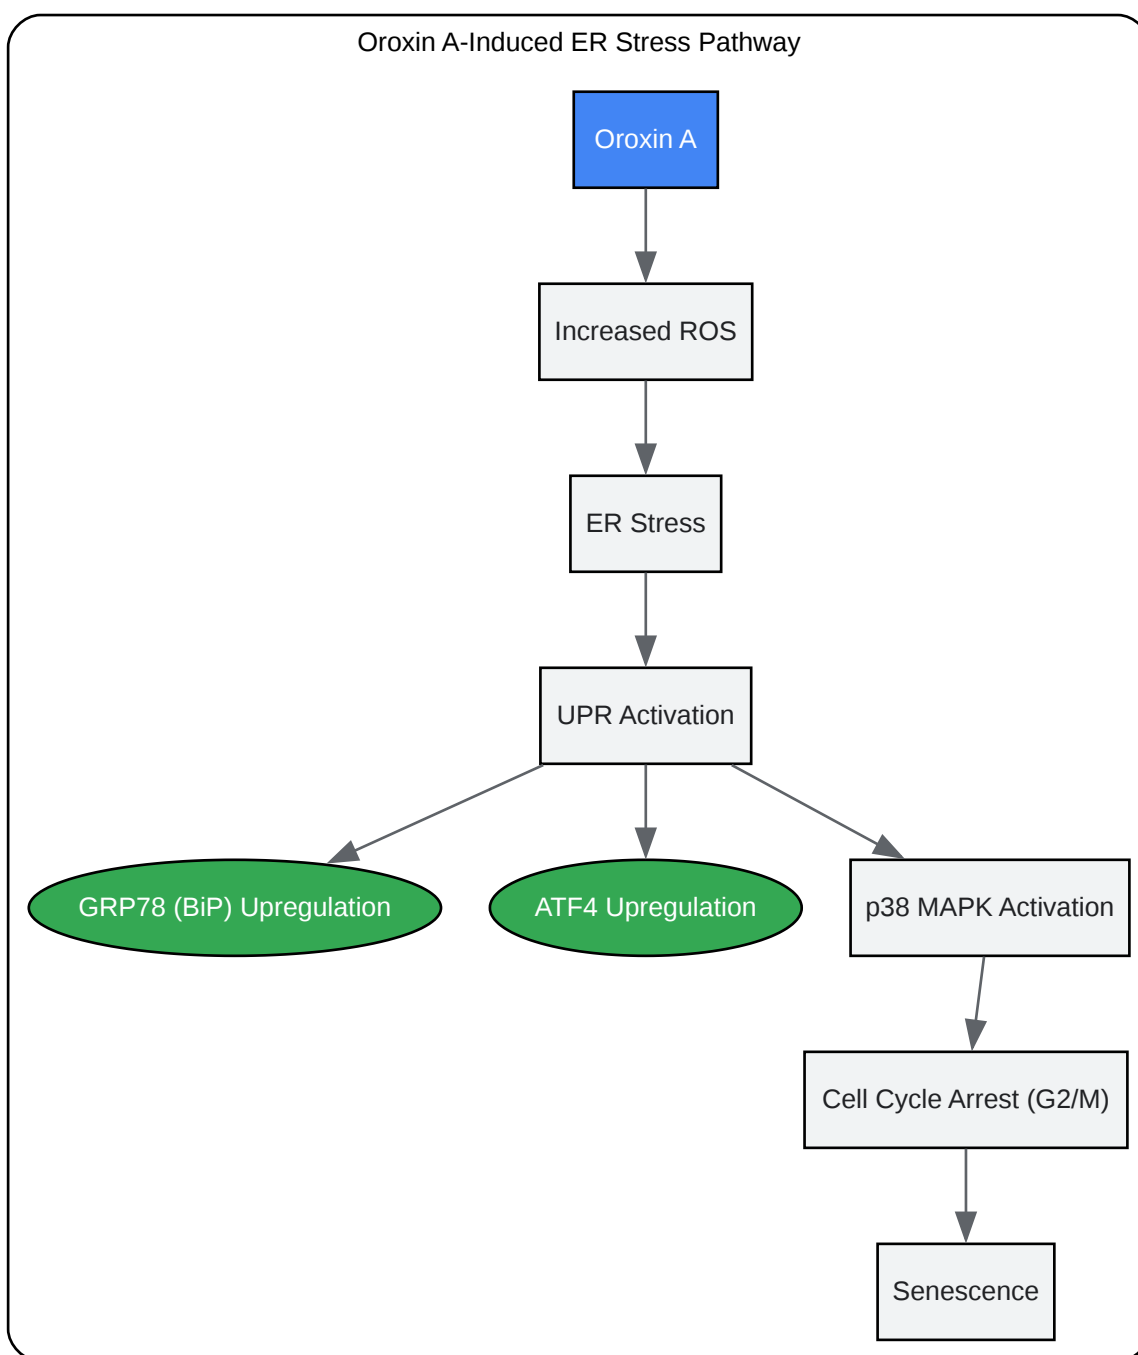 Oroxin A-Induced ER Stress Pathway
Oroxin A
Increased ROS
ER Stress
UPR Activation
GRP78 (BiP) Upregulation
ATF4 Upregulation
p38 MAPK Activation
Cell Cycle Arrest (G2/M)
Senescence